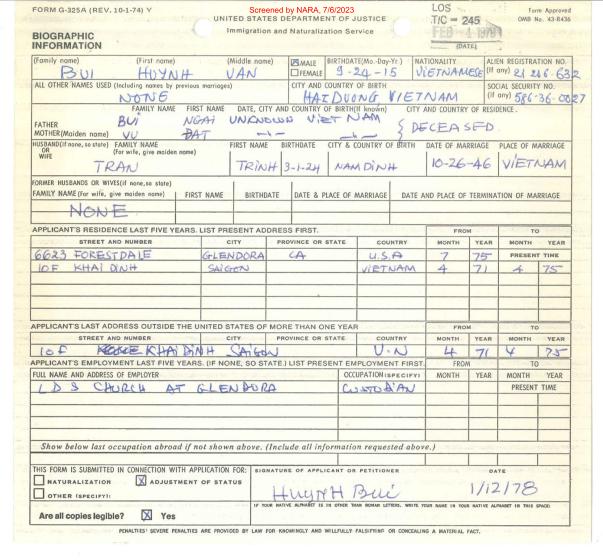 FORM G-325A (REV. 10-1-74) Y
Screened by NARA, 7/6/2023
UNITED STATES DEPARTMENT OF JUSTICE
Immigration and Naturalization Service
LOS
T/C - 245
FEB - 4 1978
(DATE)
Form Approved
OMB No. 43-R436
BIOGRAPHIC INFORMATION
(Family name) (First name) (Middle name) MALE FEMALE BIRTHDATE(Mo.-Day-Yr.) NATIONALITY ALIEN REGISTRATION NO.
BUI HUYNH VAN 9-24-15 VIETNAMESE (If any) 21 246 632
ALL OTHER NAMES USED (Including names by previous marriages) CITY AND COUNTRY OF BIRTH SOCIAL SECURITY NO.
NONE HAI DUONG VIETNAM (If any) 586-36-0027
FAMILY NAME FIRST NAME DATE, CITY AND COUNTRY OF BIRTH(If known) CITY AND COUNTRY OF RESIDENCE.
FATHER BUI NGAI UNKNOWN VIET NAM DECEASED
MOTHER(Maiden name) VU DAT -"- -"-
HUSBAND(If none, so state) OR WIFE FAMILY NAME (For wife, give maiden name) FIRST NAME BIRTHDATE CITY & COUNTRY OF BIRTH DATE OF MARRIAGE PLACE OF MARRIAGE
TRAN TRINH 3-1-24 NAM DINH 10-26-46 VIETNAM
FORMER HUSBANDS OR WIVES(if none, so state)
FAMILY NAME (For wife, give maiden name) FIRST NAME BIRTHDATE DATE & PLACE OF MARRIAGE DATE AND PLACE OF TERMINATION OF MARRIAGE
NONE
APPLICANT'S RESIDENCE LAST FIVE YEARS. LIST PRESENT ADDRESS FIRST. FROM TO
STREET AND NUMBER CITY PROVINCE OR STATE COUNTRY MONTH YEAR MONTH YEAR
6623 FORESTDALE GLENDORA CA U.S.A 7 75 PRESENT TIME
10F KHAI DINH SAIGON VIETNAM 4 71 4 75
APPLICANT'S LAST ADDRESS OUTSIDE THE UNITED STATES OF MORE THAN ONE YEAR FROM TO
STREET AND NUMBER CITY PROVINCE OR STATE COUNTRY MONTH YEAR MONTH YEAR
10F KHAI DINH SAIGON V.N 4 71 4 75
APPLICANT'S EMPLOYMENT LAST FIVE YEARS. (IF NONE, SO STATE.) LIST PRESENT EMPLOYMENT FIRST. FROM TO
FULL NAME AND ADDRESS OF EMPLOYER OCCUPATION (SPECIFY) MONTH YEAR MONTH YEAR
LDS CHURCH AT GLENDORA CUSTODIAN PRESENT TIME
Show below last occupation abroad if not shown above. (Include all information requested above.)
THIS FORM IS SUBMITTED IN CONNECTION WITH APPLICATION FOR: SIGNATURE OF APPLICANT OR PETITIONER DATE
NATURALIZATION X ADJUSTMENT OF STATUS
OTHER (SPECIFY):
Huynh Bui 1/12/78
IF YOUR NATIVE ALPHABET IS IN OTHER THAN ROMAN LETTERS, WRITE YOUR NAME IN YOUR NATIVE ALPHABET IN THIS SPACE:
Are all copies legible? X Yes
PENALTIES: SEVERE PENALTIES ARE PROVIDED BY LAW FOR KNOWINGLY AND WILLFULLY FALSIFYING OR CONCEALING A MATERIAL FACT.